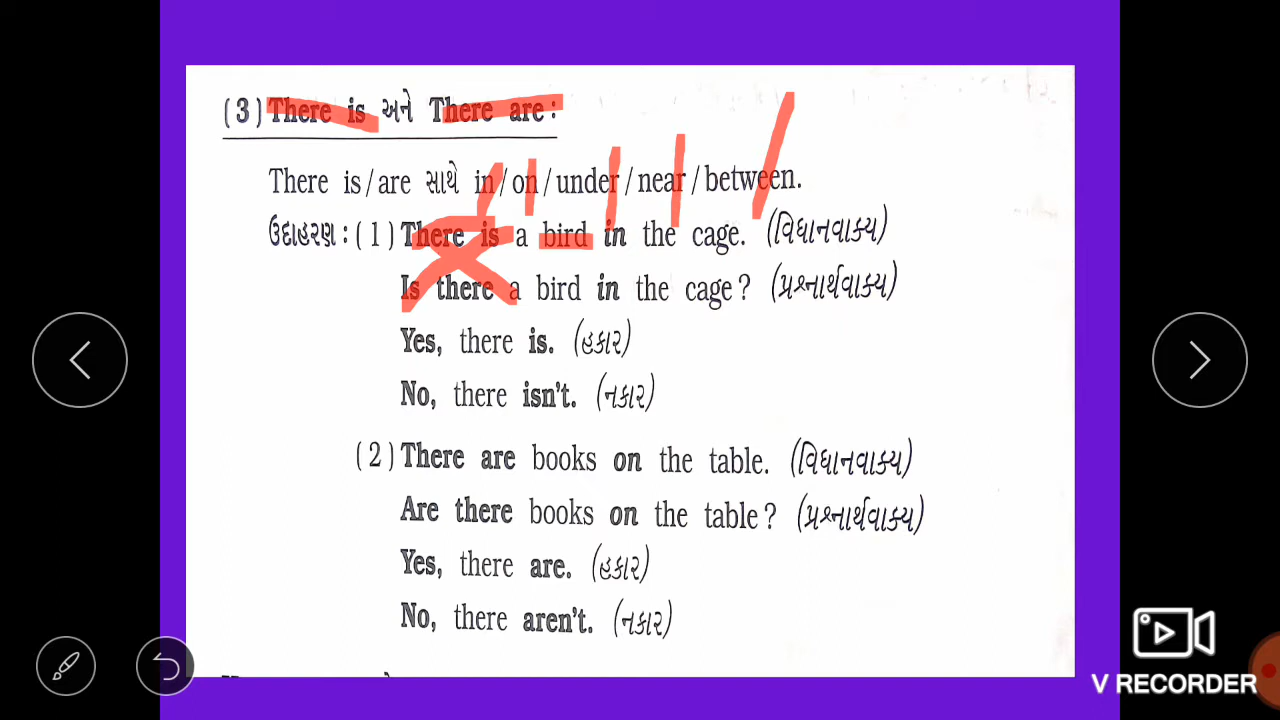 (3) There is અને There are :
There is/are સાથે in/on/under/near/between.
ઉદાહરણ : (1) There is a bird in the cage. (વિધાનવાક્ય)
Is there a bird in the cage? (પ્રશ્નાર્થવાક્ય)
Yes, there is. (હકાર)
No, there isn't. (નકાર)
(2) There are books on the table. (વિધાનવાક્ય)
Are there books on the table? (પ્રશ્નાર્થવાક્ય)
Yes, there are. (હકાર)
No, there aren't. (નકાર)
V RECORDER